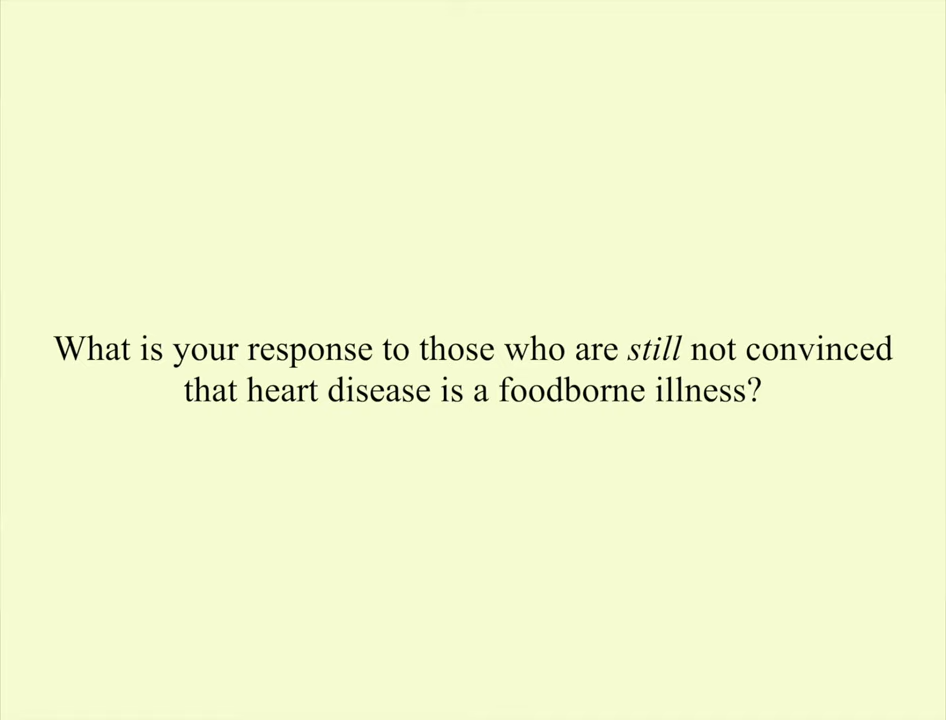 What is your response to those who are still not convinced
that heart disease is a foodborne illness?